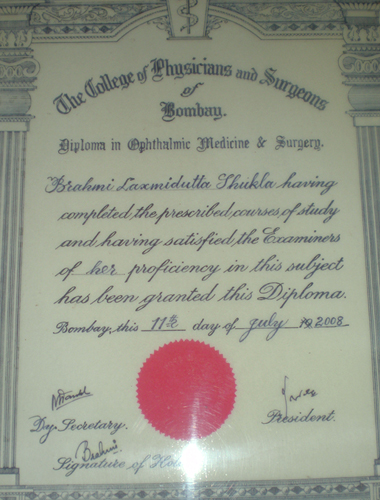 The College of Physicians and Surgeons
of
Bombay.
Diploma in Ophthalmic Medicine & Surgery.
Brahmi Laxmidutta Shukla having
completed the prescribed courses of study
and having satisfied the Examiners
of her proficiency in this subject
has been granted this Diploma.
Bombay, this 11th day of July 2008
Dy. Secretary.
President.
Brahmi
Signature of